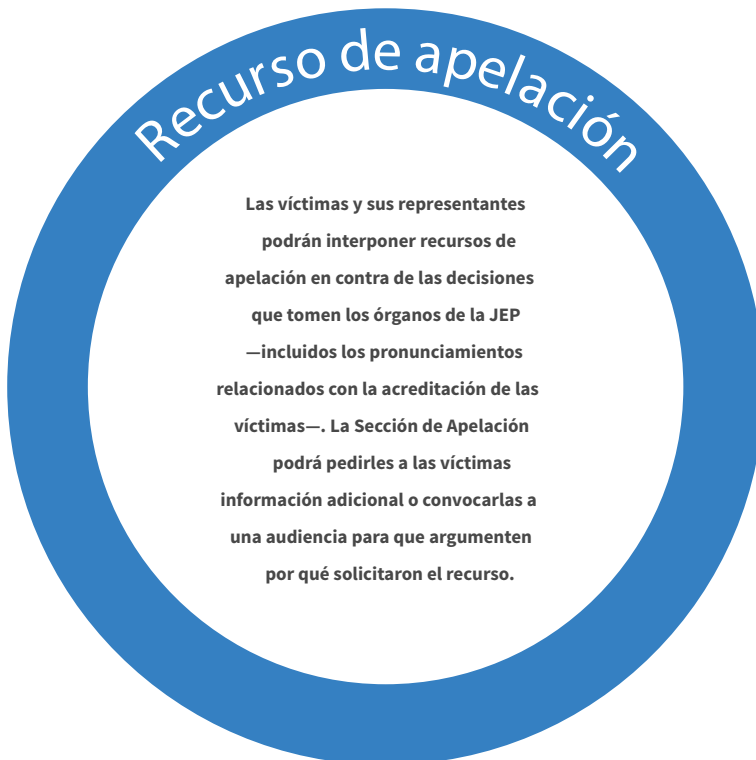 Recurso de apelación
Las víctimas y sus representantes
podrán interponer recursos de
apelación en contra de las decisiones
que tomen los órganos de la JEP
—incluidos los pronunciamientos
relacionados con la acreditación de las
víctimas—. La Sección de Apelación
podrá pedirles a las víctimas
información adicional o convocarlas a
una audiencia para que argumenten
por qué solicitaron el recurso.